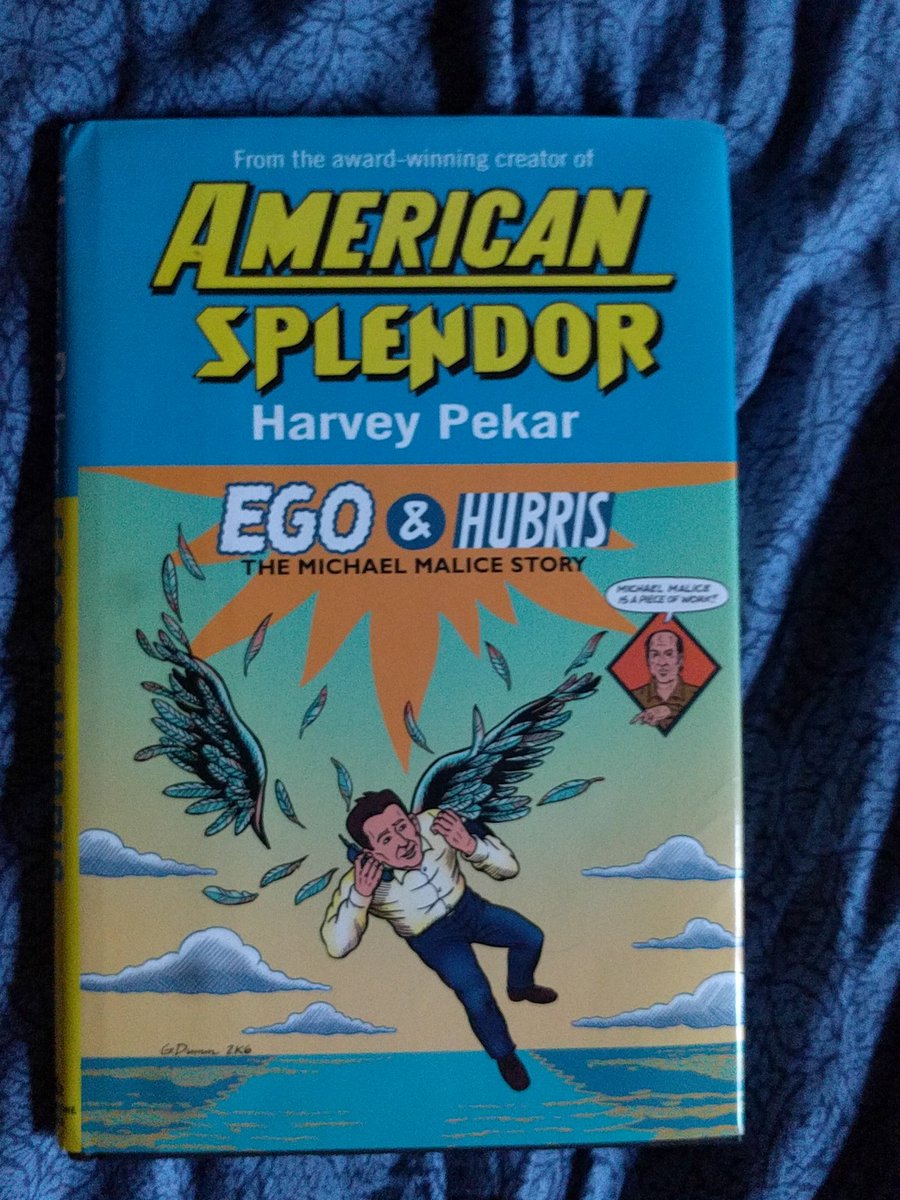 From the award-winning creator of
AMERICAN
SPLENDOR
Harvey Pekar
EGO & HUBRIS
THE MICHAEL MALICE STORY
MICHAEL MALICE
IS A PIECE OF WORK!!
2K6